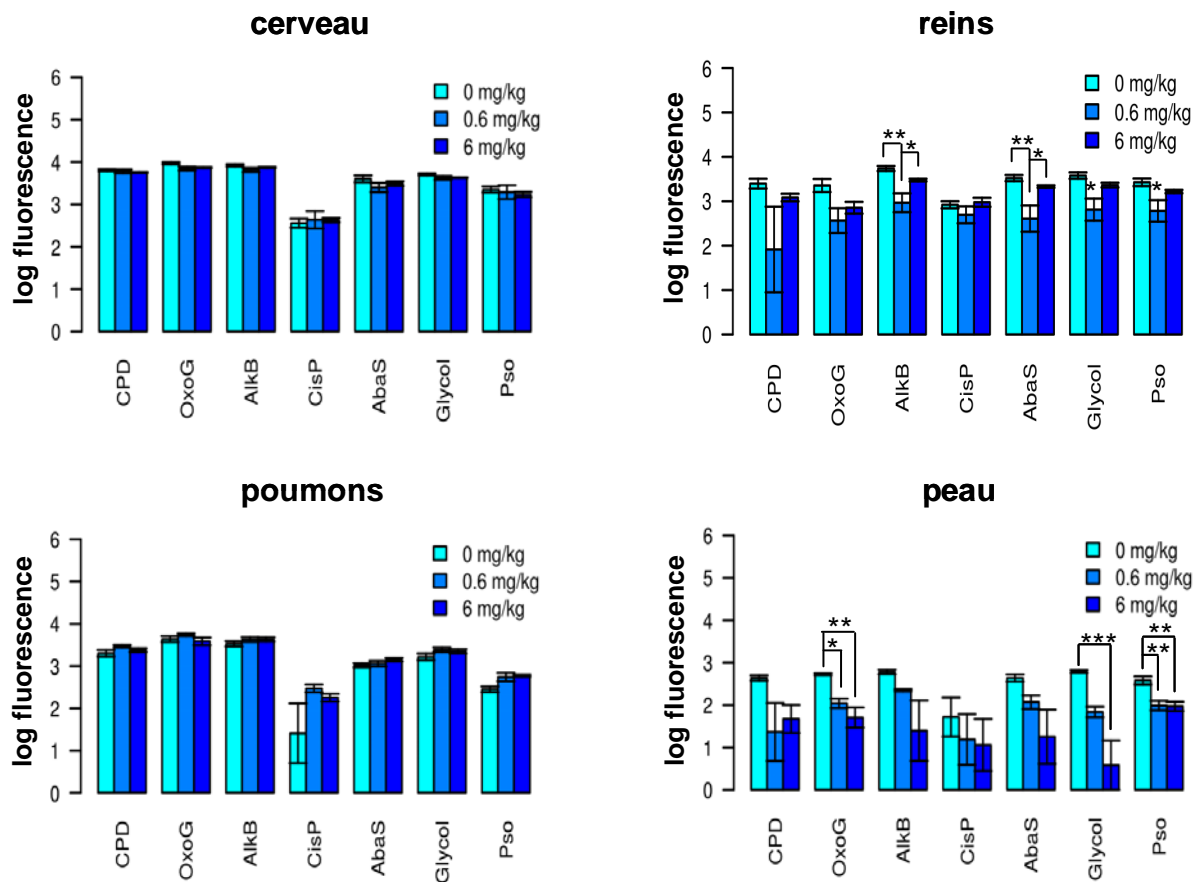 cerveau
log fluorescence
6
5
4
3
2
1
0
0 mg/kg
0.6 mg/kg
6 mg/kg
CPD
OxoG
AlkB
CisP
AbaS
Glycol
Pso
reins
log fluorescence
6
5
4
3
2
1
0
0 mg/kg
0.6 mg/kg
6 mg/kg
** *
** *
*
*
CPD
OxoG
AlkB
CisP
AbaS
Glycol
Pso
poumons
log fluorescence
6
5
4
3
2
1
0
0 mg/kg
0.6 mg/kg
6 mg/kg
CPD
OxoG
AlkB
CisP
AbaS
Glycol
Pso
peau
log fluorescence
6
5
4
3
2
1
0
0 mg/kg
0.6 mg/kg
6 mg/kg
**
*
***
**
**
CPD
OxoG
AlkB
CisP
AbaS
Glycol
Pso